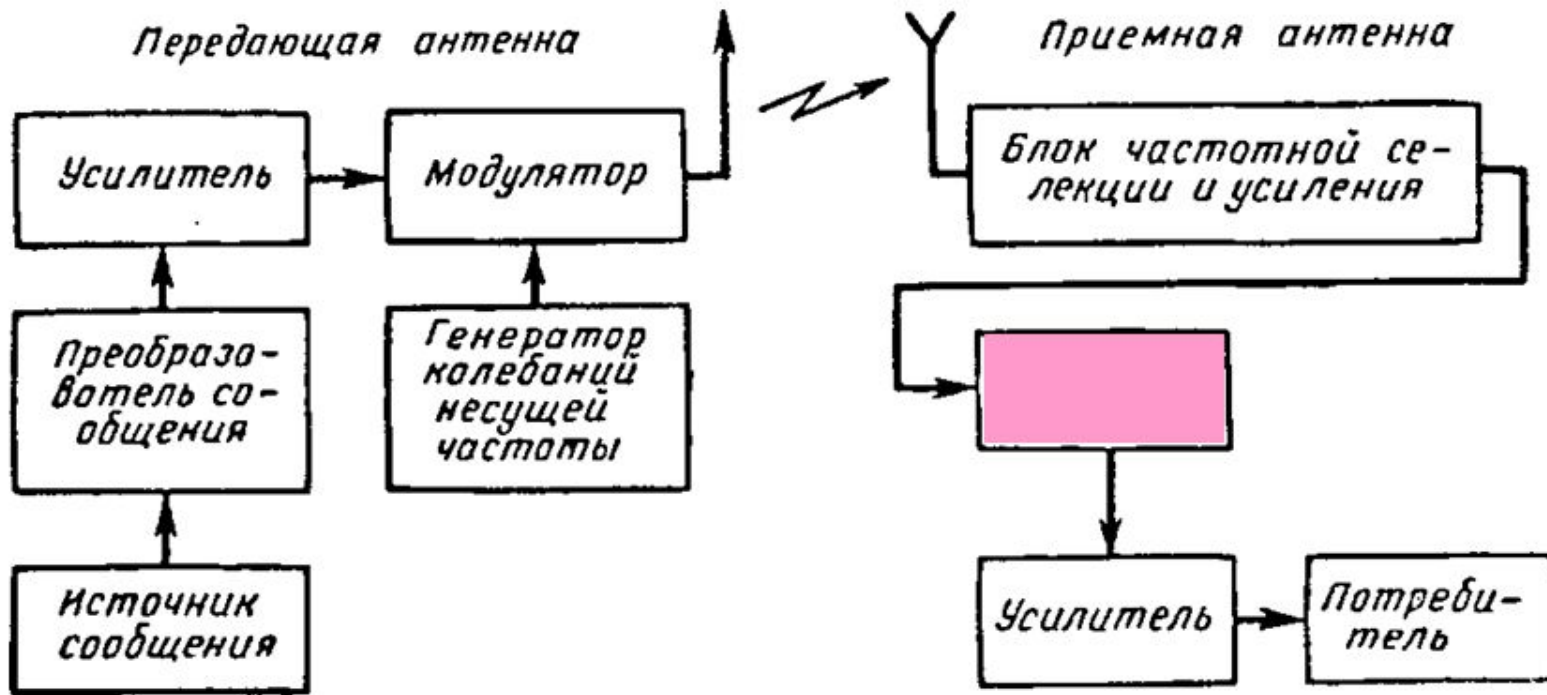 Передающая антенна
Приемная антенна
Усилитель
Модулятор
Блок частотной се-
лекции и усиления
Преобразо-
ватель со-
общения
Генератор
колебаний
несущей
частоты
Источник
сообщения
Усилитель
Потреби-
тель